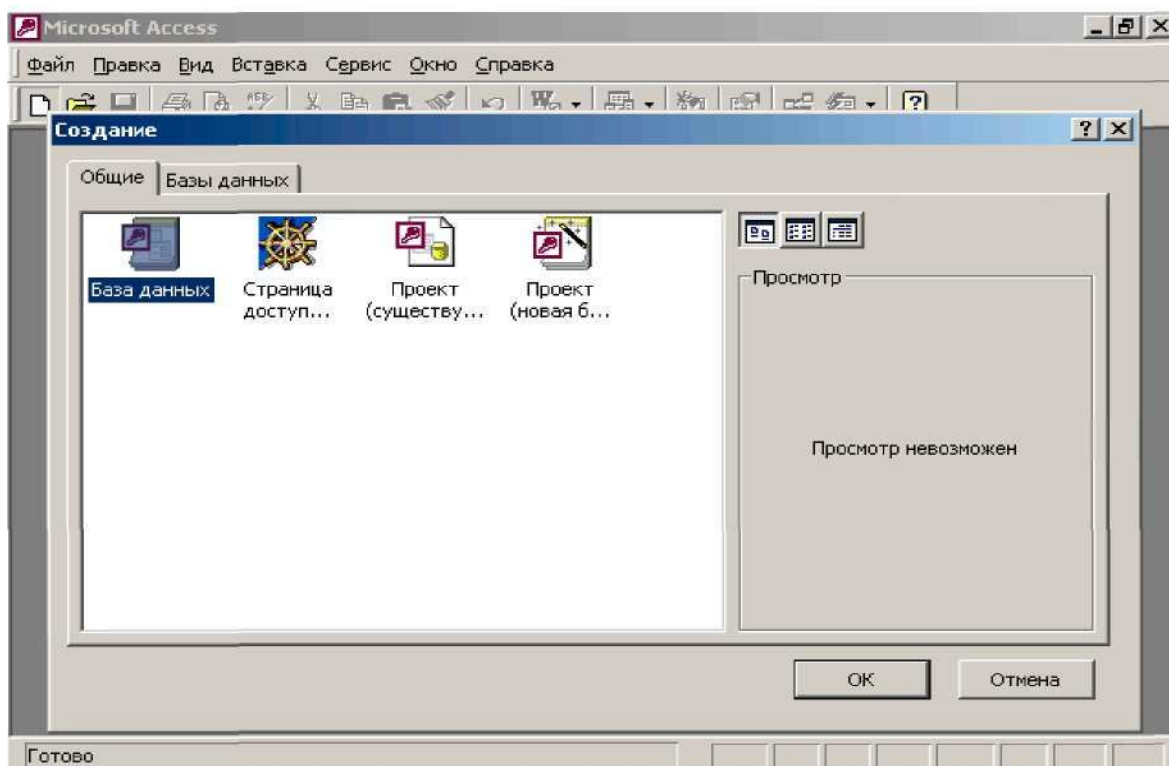 Microsoft Access
Файл Правка Вид Вставка Сервис Окно Справка
Создание
Общие Базы данных
База данных
Страница
доступ...
Проект
(существу...
Проект
(новая б...
Просмотр
Просмотр невозможен
ОК Отмена
Готово